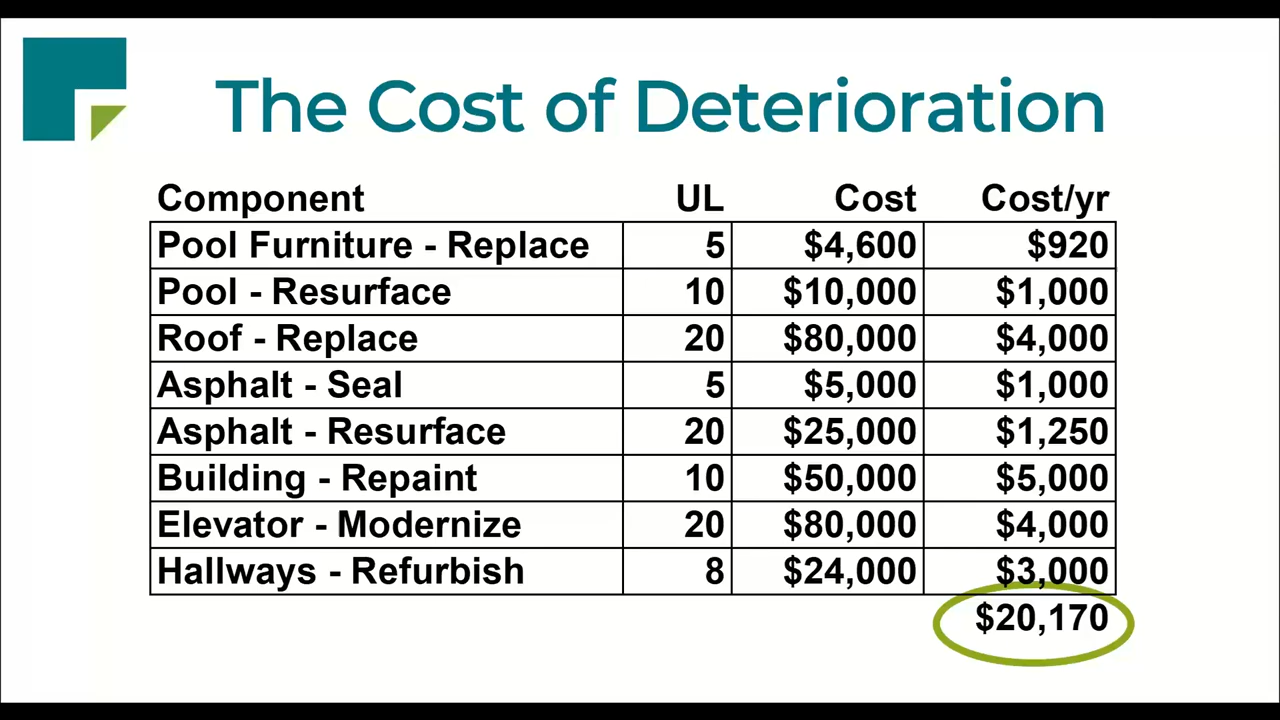 The Cost of Deterioration
Component UL Cost Cost/yr
Pool Furniture - Replace 5 $4,600 $920
Pool - Resurface 10 $10,000 $1,000
Roof - Replace 20 $80,000 $4,000
Asphalt - Seal 5 $5,000 $1,000
Asphalt - Resurface 20 $25,000 $1,250
Building - Repaint 10 $50,000 $5,000
Elevator - Modernize 20 $80,000 $4,000
Hallways - Refurbish 8 $24,000 $3,000
$20,170